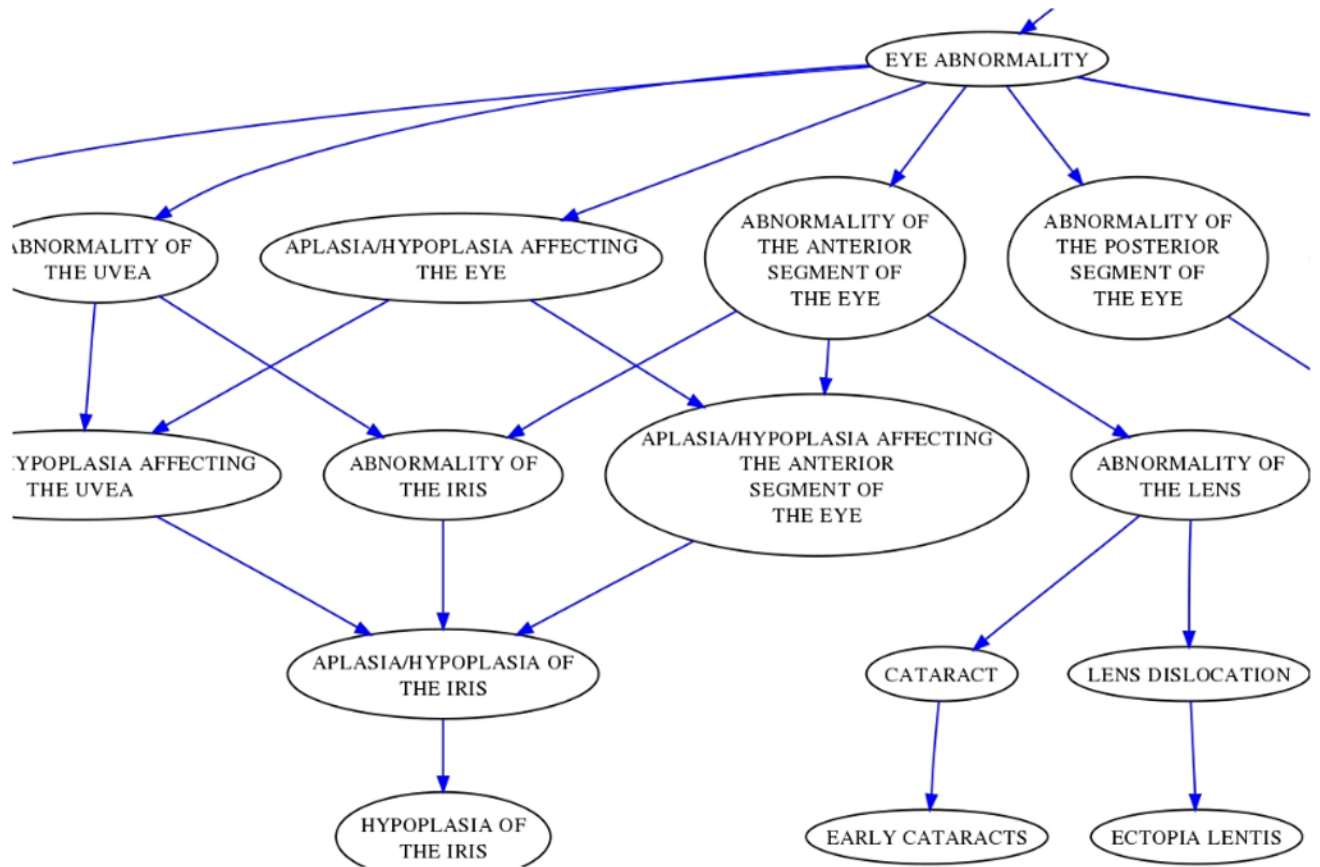 EYE ABNORMALITY
ABNORMALITY OF
THE UVEA
APLASIA/HYPOPLASIA AFFECTING
THE EYE
ABNORMALITY OF
THE ANTERIOR
SEGMENT OF
THE EYE
ABNORMALITY OF
THE POSTERIOR
SEGMENT OF
THE EYE
HYPOPLASIA AFFECTING
THE UVEA
ABNORMALITY OF
THE IRIS
APLASIA/HYPOPLASIA AFFECTING
THE ANTERIOR
SEGMENT OF
THE EYE
ABNORMALITY OF
THE LENS
APLASIA/HYPOPLASIA OF
THE IRIS
CATARACT
LENS DISLOCATION
HYPOPLASIA OF
THE IRIS
EARLY CATARACTS
ECTOPIA LENTIS